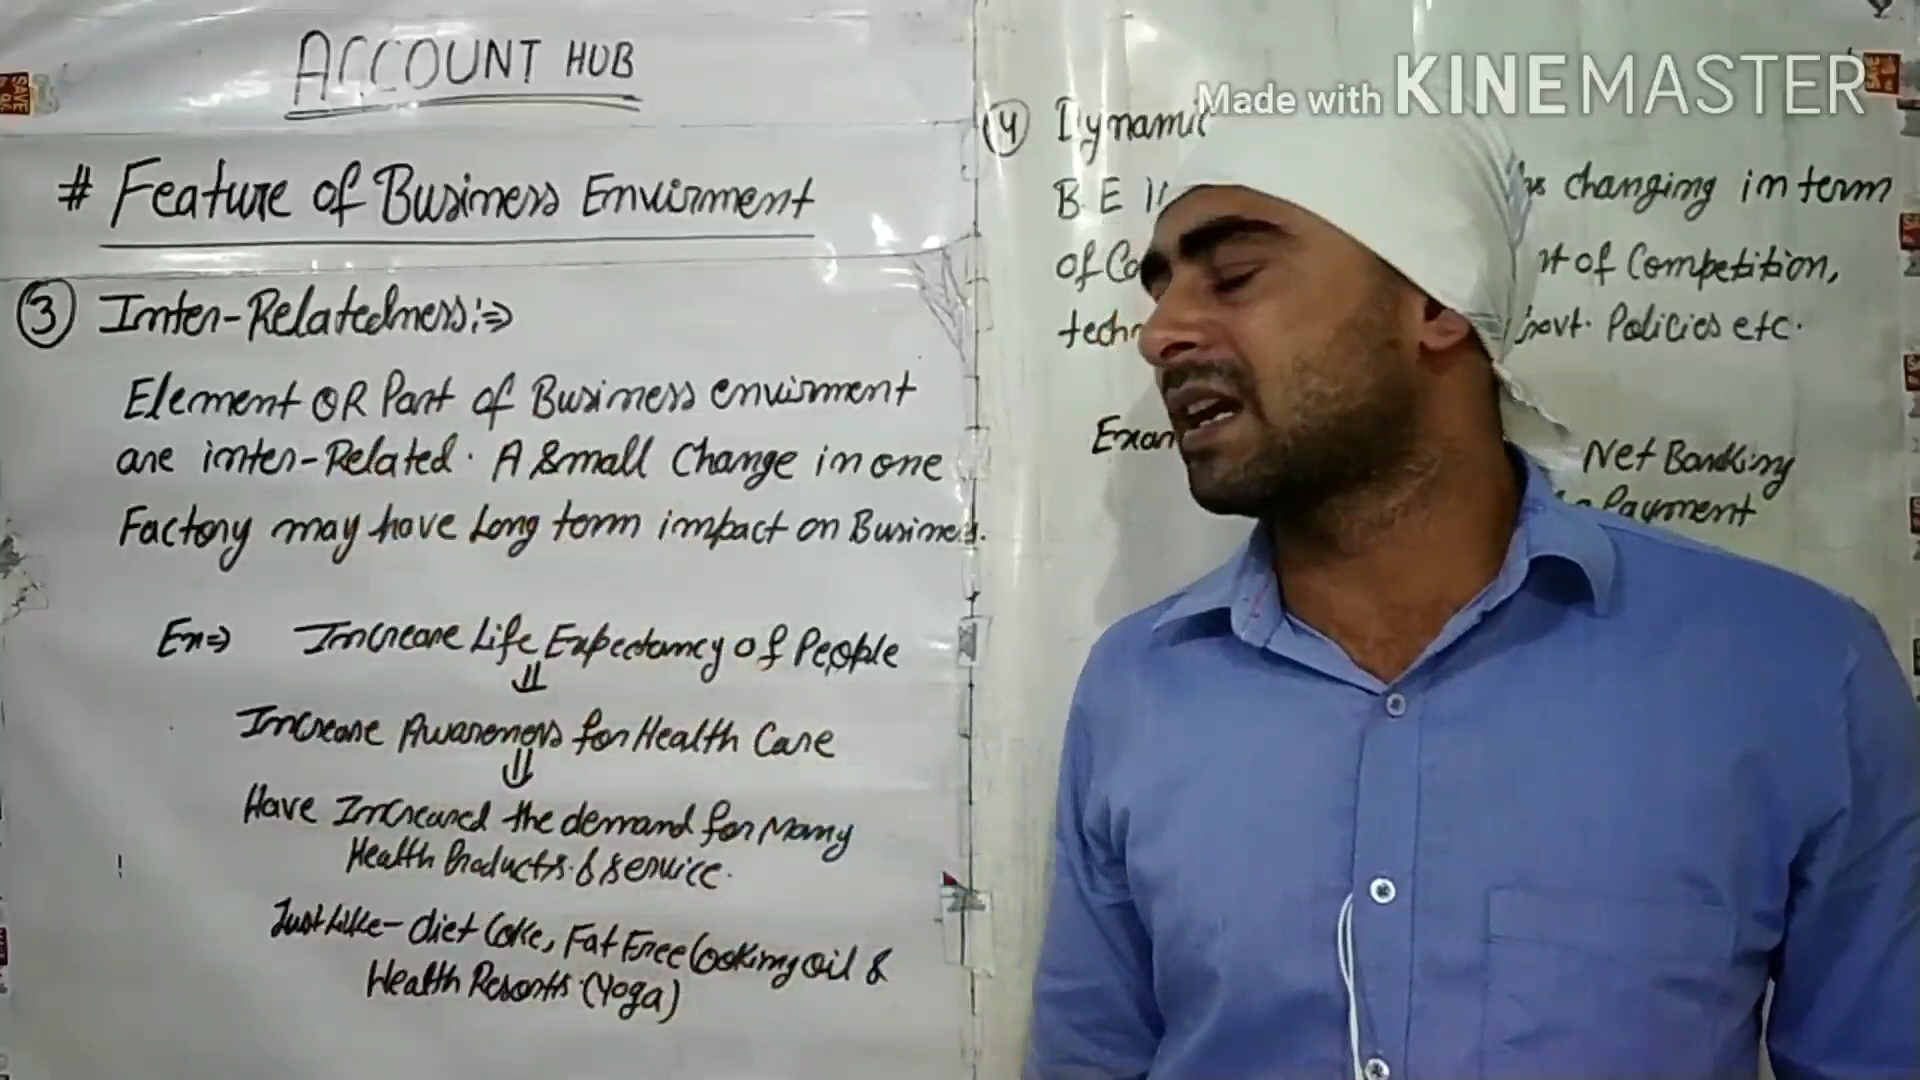 ACCOUNT HUB
# Feature of Business Envirment
③ Inter-Relatedness:⇒
Element OR Part of Business envirment
are inter-Related. A Small Change in one
Factory may have Long term impact on Business.
Ex⇒ Increase Life Expectancy of People
⇓
Increase Awareness for Health Care
⇓
Have Increased the demand for Many
Health Products & service.
Just Like - diet Coke, Fat Free Cooking oil &
Health Resorts (Yoga)
Made with KINEMASTER
④ Dynamic
B.E changing in term
of of Competition,
Govt. Policies etc.
Net Banking
Payment